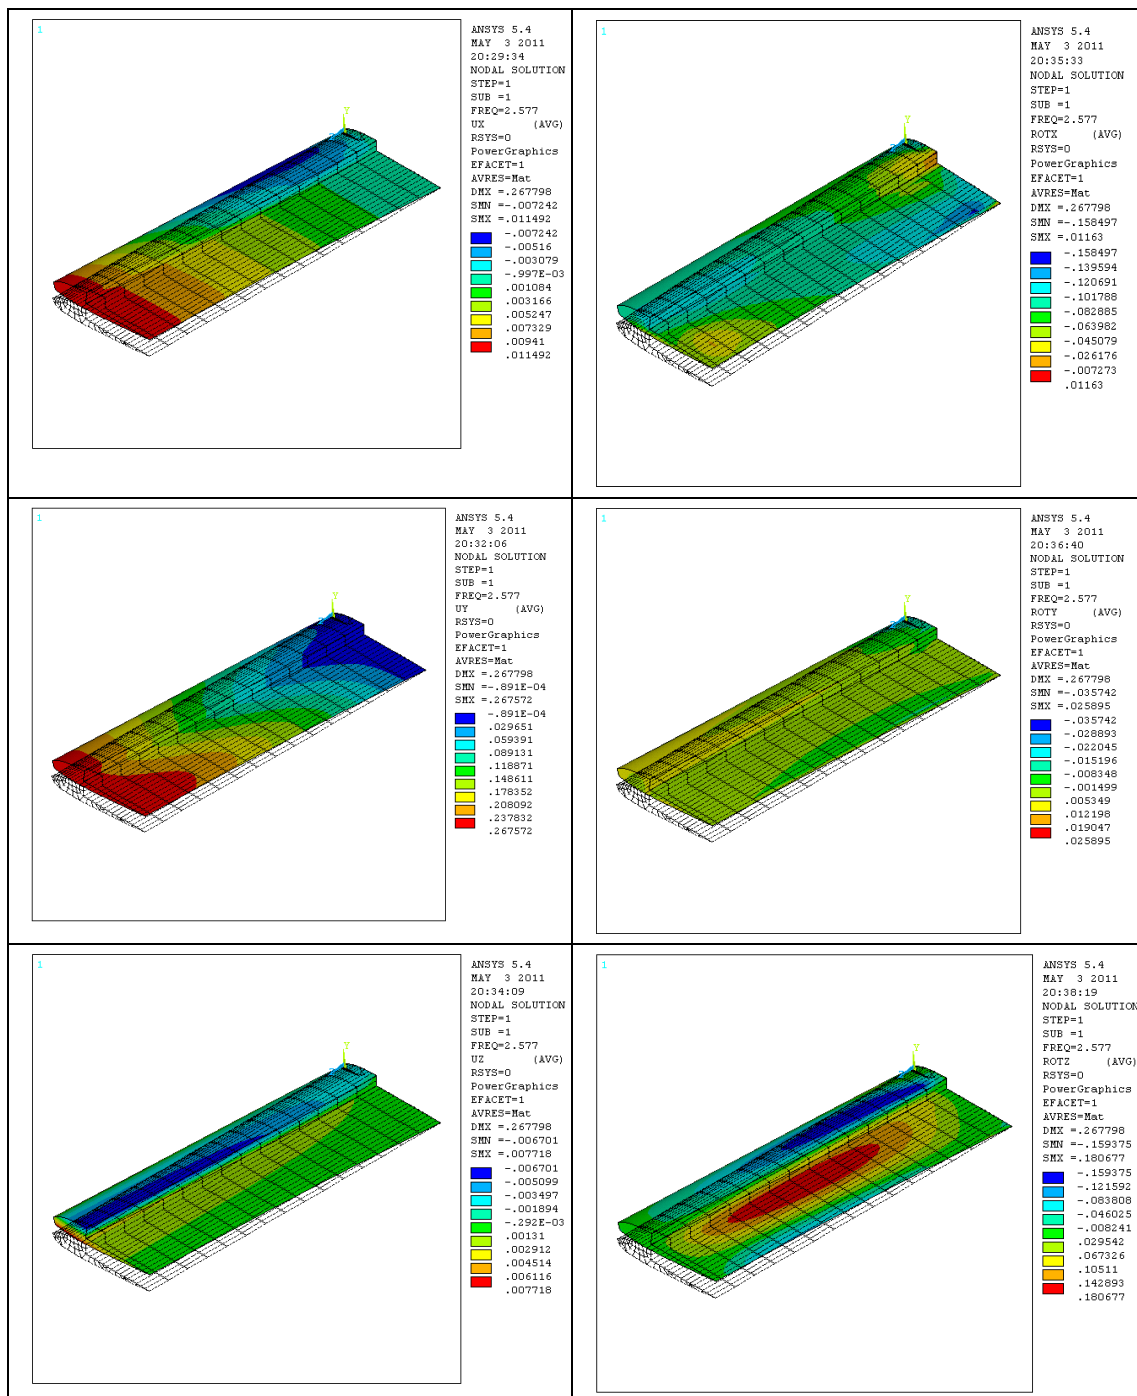 1
ANSYS 5.4
MAY 3 2011
20:29:34
NODAL SOLUTION
STEP=1
SUB =1
FREQ=2.577
UX (AVG)
RSYS=0
PowerGraphics
EFACET=1
AVRES=Mat
DMX =.267798
SMN =-.007242
SMX =.011492
-.007242
-.00516
-.003079
-.997E-03
.001084
.003166
.005247
.007329
.00941
.011492
Y
Z
1
ANSYS 5.4
MAY 3 2011
20:35:33
NODAL SOLUTION
STEP=1
SUB =1
FREQ=2.577
ROTX (AVG)
RSYS=0
PowerGraphics
EFACET=1
AVRES=Mat
DMX =.267798
SMN =-.158497
SMX =.01163
-.158497
-.139594
-.120691
-.101788
-.082885
-.063982
-.045079
-.026176
-.007273
.01163
Y
1
ANSYS 5.4
MAY 3 2011
20:32:06
NODAL SOLUTION
STEP=1
SUB =1
FREQ=2.577
UY (AVG)
RSYS=0
PowerGraphics
EFACET=1
AVRES=Mat
DMX =.267798
SMN =-.891E-04
SMX =.267572
-.891E-04
.029651
.059391
.089131
.118871
.148611
.178352
.208092
.237832
.267572
Y
1
ANSYS 5.4
MAY 3 2011
20:36:40
NODAL SOLUTION
STEP=1
SUB =1
FREQ=2.577
ROTY (AVG)
RSYS=0
PowerGraphics
EFACET=1
AVRES=Mat
DMX =.267798
SMN =-.035742
SMX =.025895
-.035742
-.028893
-.022045
-.015196
-.008348
-.001499
.005349
.012198
.019047
.025895
Y
1
ANSYS 5.4
MAY 3 2011
20:34:09
NODAL SOLUTION
STEP=1
SUB =1
FREQ=2.577
UZ (AVG)
RSYS=0
PowerGraphics
EFACET=1
AVRES=Mat
DMX =.267798
SMN =-.006701
SMX =.007718
-.006701
-.005099
-.003497
-.001894
-.292E-03
.00131
.002912
.004514
.006116
.007718
Y
1
ANSYS 5.4
MAY 3 2011
20:38:19
NODAL SOLUTION
STEP=1
SUB =1
FREQ=2.577
ROTZ (AVG)
RSYS=0
PowerGraphics
EFACET=1
AVRES=Mat
DMX =.267798
SMN =-.159375
SMX =.180677
-.159375
-.121592
-.083808
-.046025
-.008241
.029542
.067326
.10511
.142893
.180677
Y